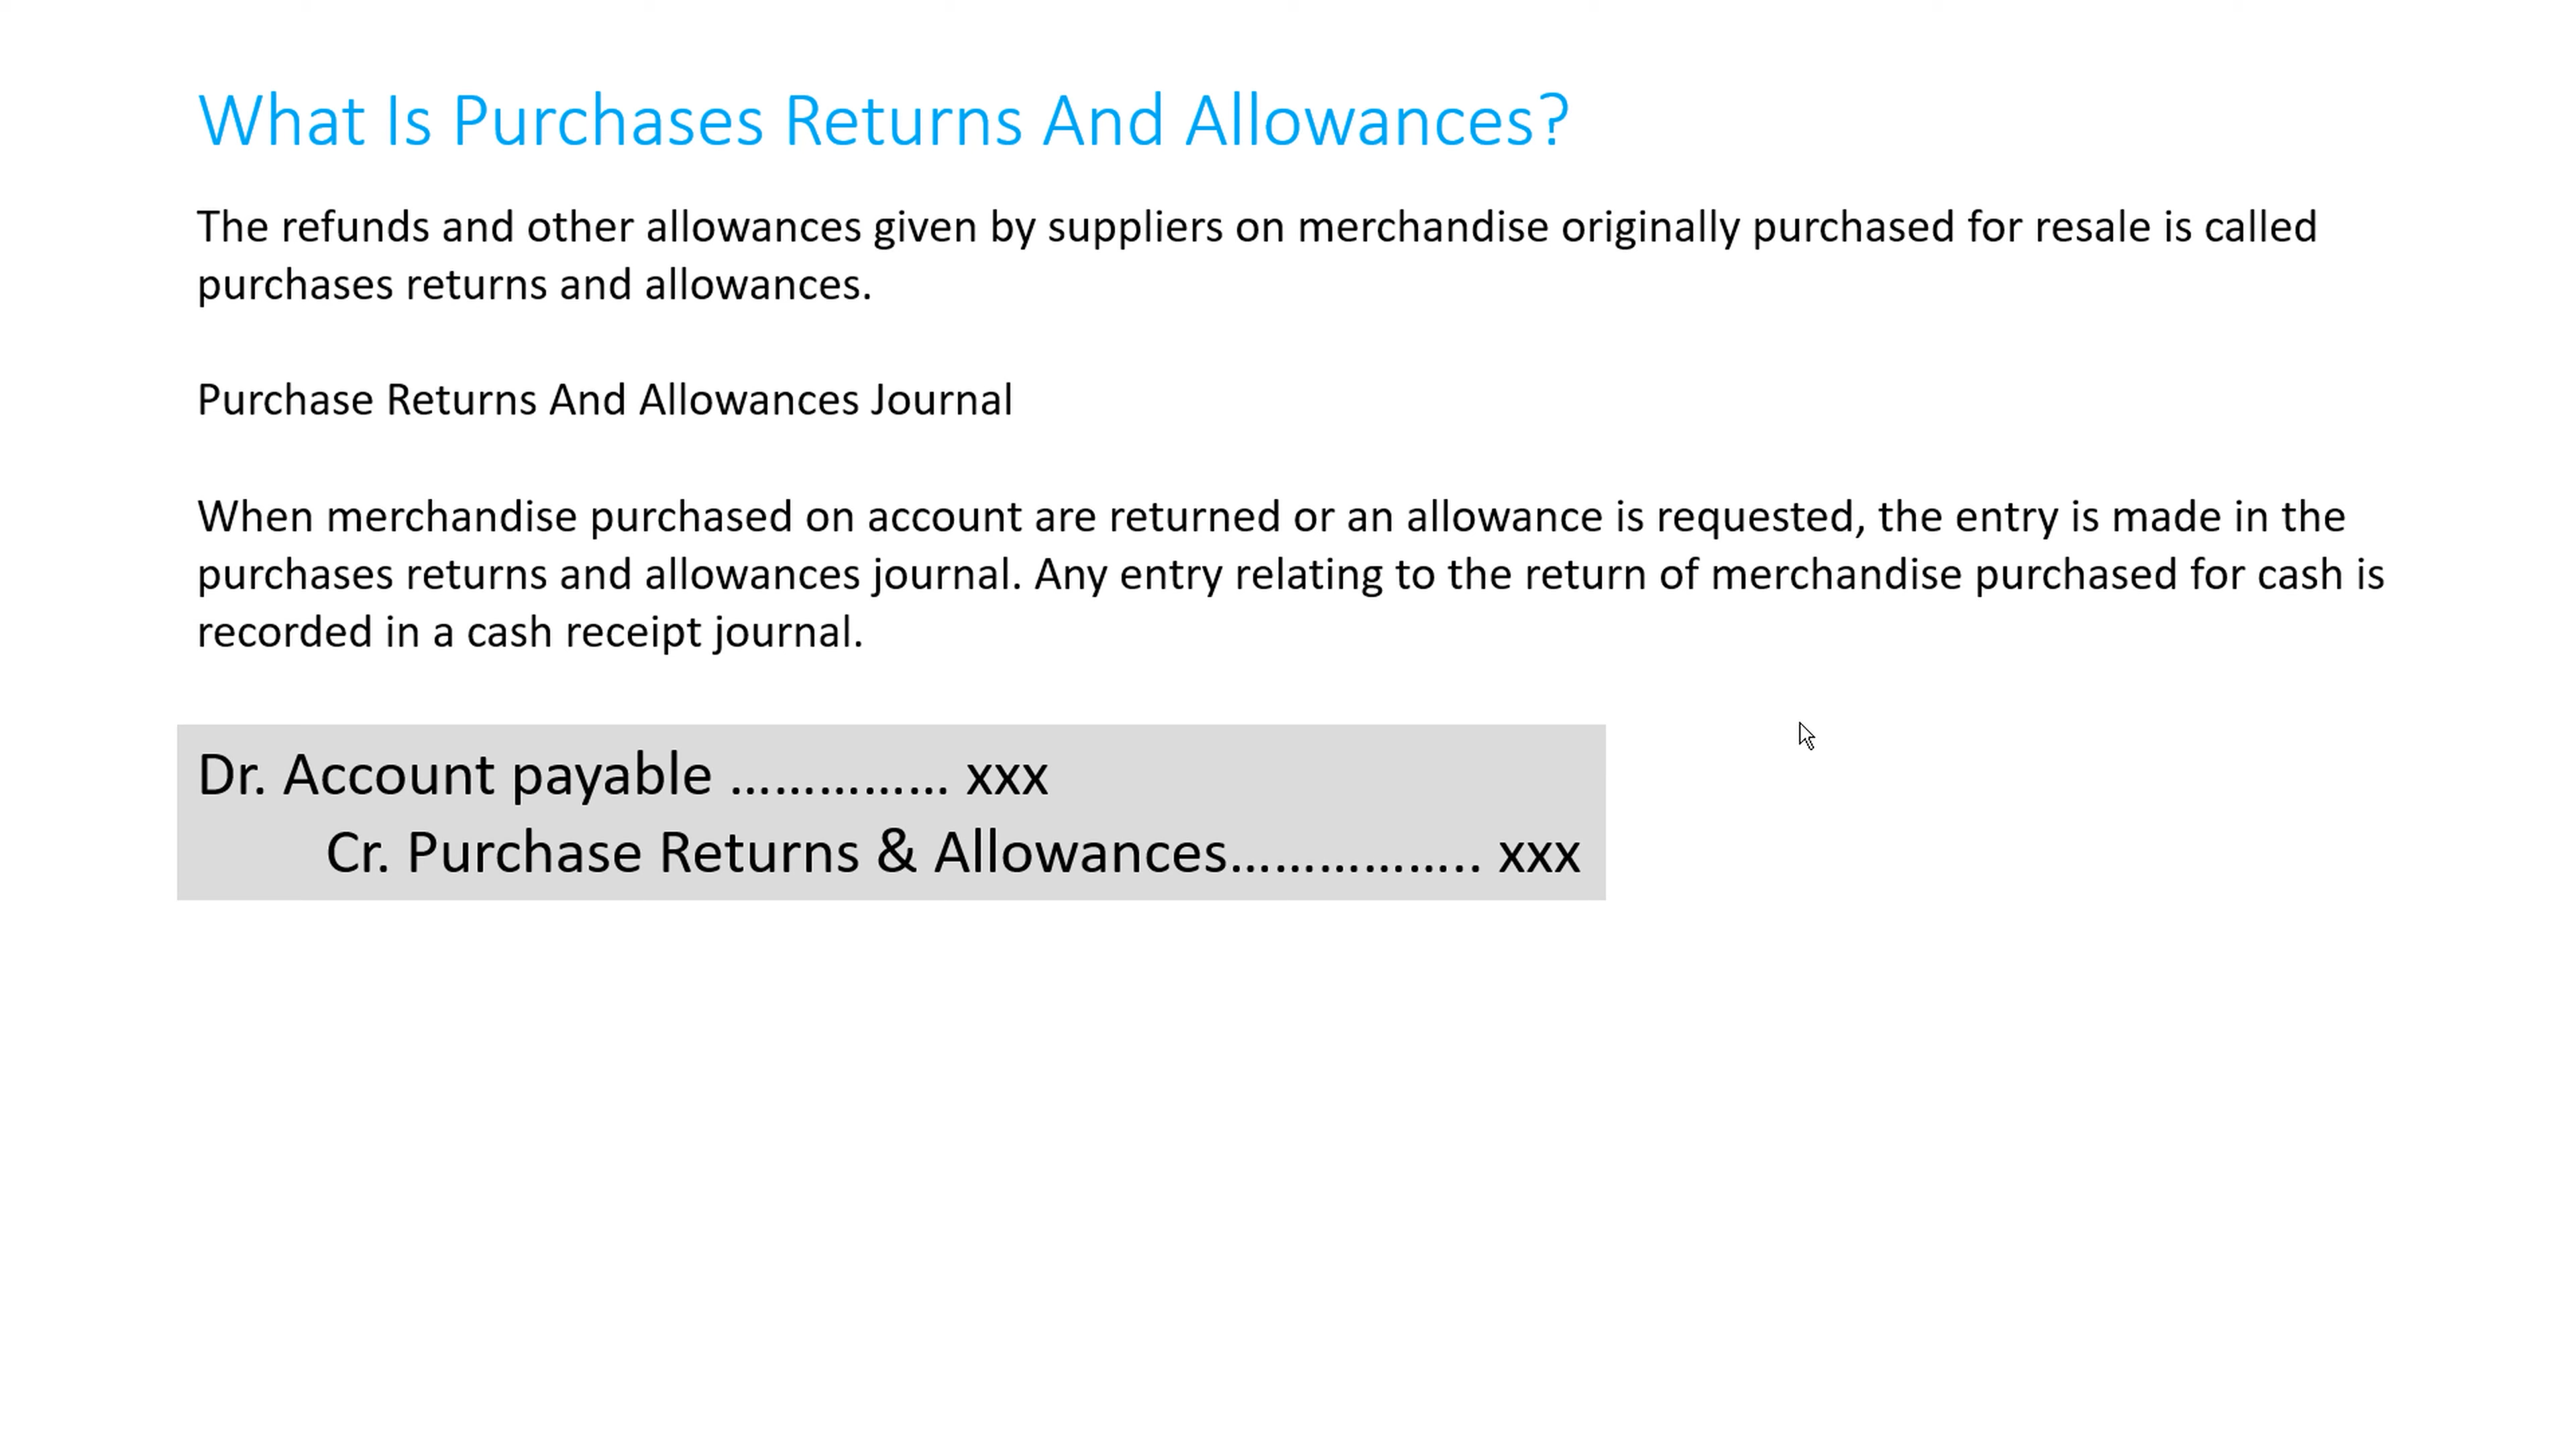 What Is Purchases Returns And Allowances?
The refunds and other allowances given by suppliers on merchandise originally purchased for resale is called
purchases returns and allowances.
Purchase Returns And Allowances Journal
When merchandise purchased on account are returned or an allowance is requested, the entry is made in the
purchases returns and allowances journal. Any entry relating to the return of merchandise purchased for cash is
recorded in a cash receipt journal.
Dr. Account payable …………… xxx
Cr. Purchase Returns & Allowances…………….. xxx